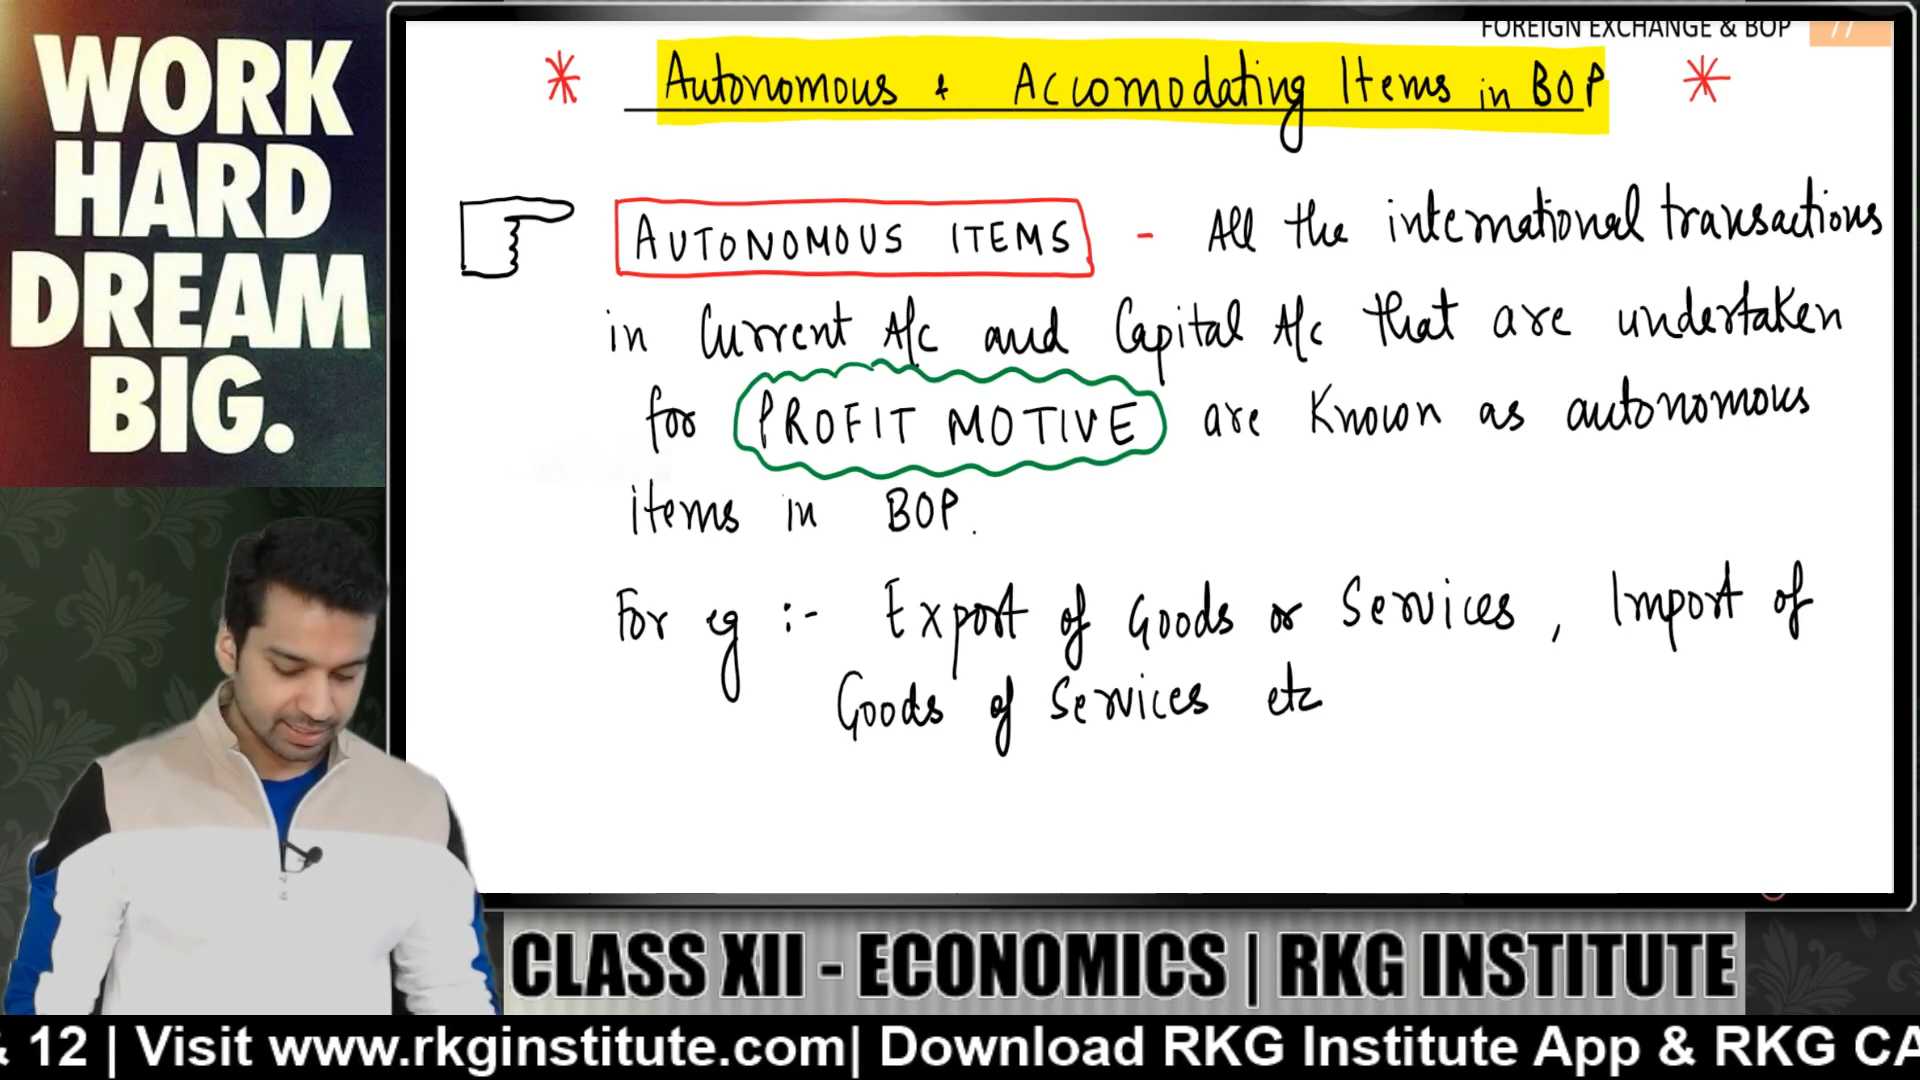 WORK
HARD
DREAM
BIG.
FOREIGN EXCHANGE & BOP 77
* Autonomous & Accomodating Items in BOP *
AUTONOMOUS ITEMS - All the international transactions
in Current A/c and Capital A/c that are undertaken
for PROFIT MOTIVE are Known as autonomous
items in BOP.
For eg :- Export of Goods or Services, Import of
Goods of Services etc
CLASS XII - ECONOMICS | RKG INSTITUTE
& 12 | Visit www.rkginstitute.com| Download RKG Institute App & RKG CA